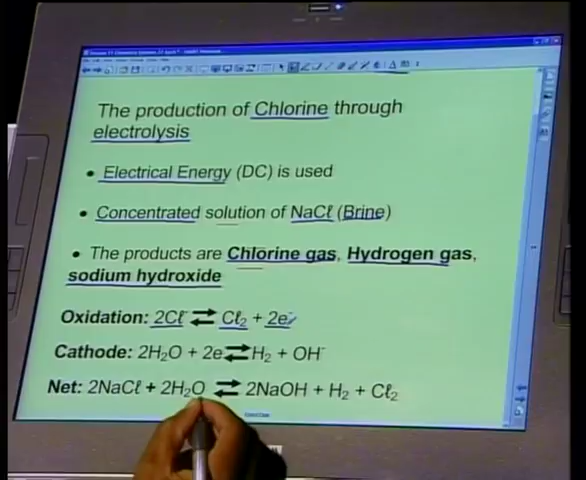 The production of Chlorine through
electrolysis
• Electrical Energy (DC) is used
• Concentrated solution of NaCℓ (Brine)
• The products are Chlorine gas, Hydrogen gas,
sodium hydroxide
Oxidation: 2Cℓ⁻ ⇌ Cℓ₂ + 2e⁻
Cathode: 2H₂O + 2e ⇌ H₂ + OH⁻
Net: 2NaCℓ + 2H₂O ⇌ 2NaOH + H₂ + Cℓ₂